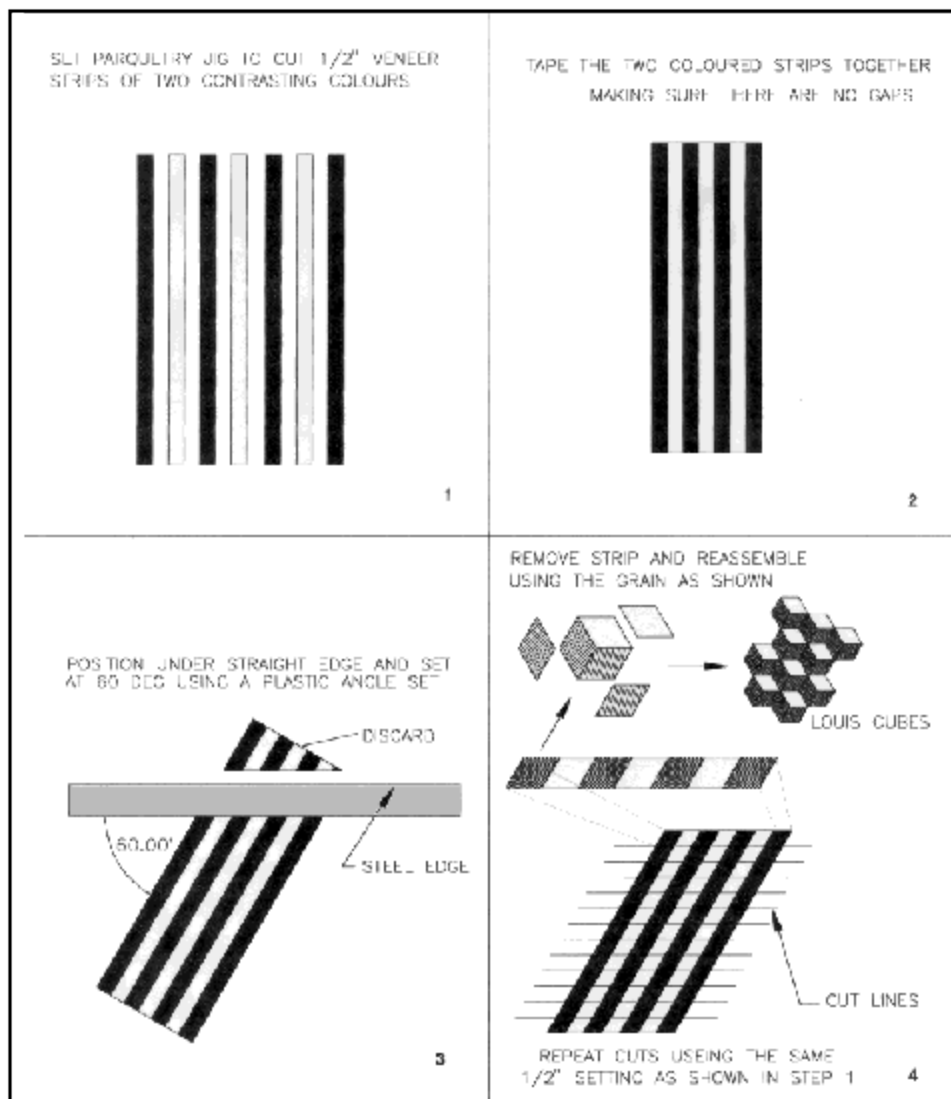 SET PARQUETRY JIG TO CUT 1/2" VENEER
STRIPS OF TWO CONTRASTING COLOURS
1
TAPE THE TWO COLOURED STRIPS TOGETHER
MAKING SURE HERE ARE NO GAPS
2
POSITION UNDER STRAIGHT EDGE AND SET
AT 60 DEG USING A PLASTIC ANGLE SET
DISCARD
60.00°
STEEL EDGE
3
REMOVE STRIP AND REASSEMBLE
USING THE GRAIN AS SHOWN
LOUIS CUBES
CUT LINES
REPEAT CUTS USEING THE SAME
1/2" SETTING AS SHOWN IN STEP 1
4